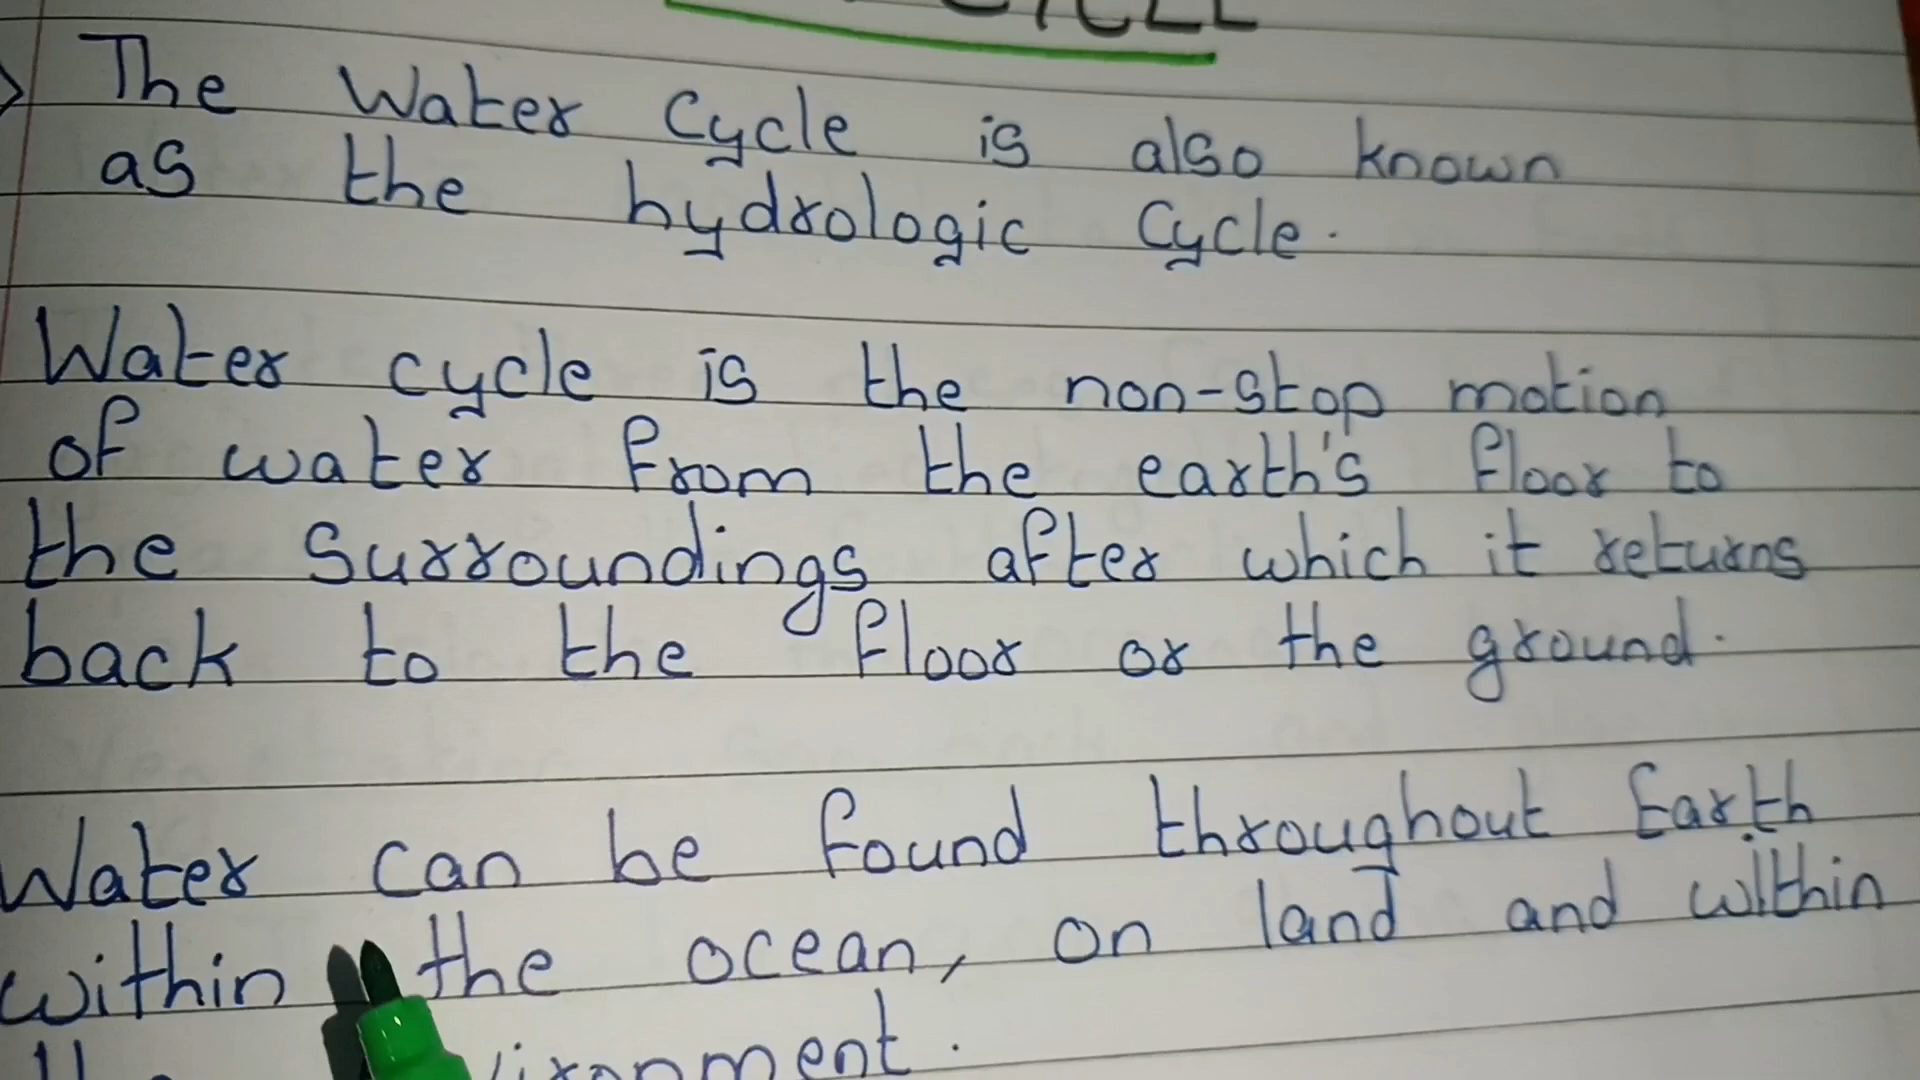 CYCLE
The Water Cycle is also known
as the hydrologic Cycle.
Water cycle is the non-stop motion
of water from the earth's floor to
the surroundings after which it returns
back to the floor or the ground.
Water can be found throughout Earth
within the ocean, on land and within